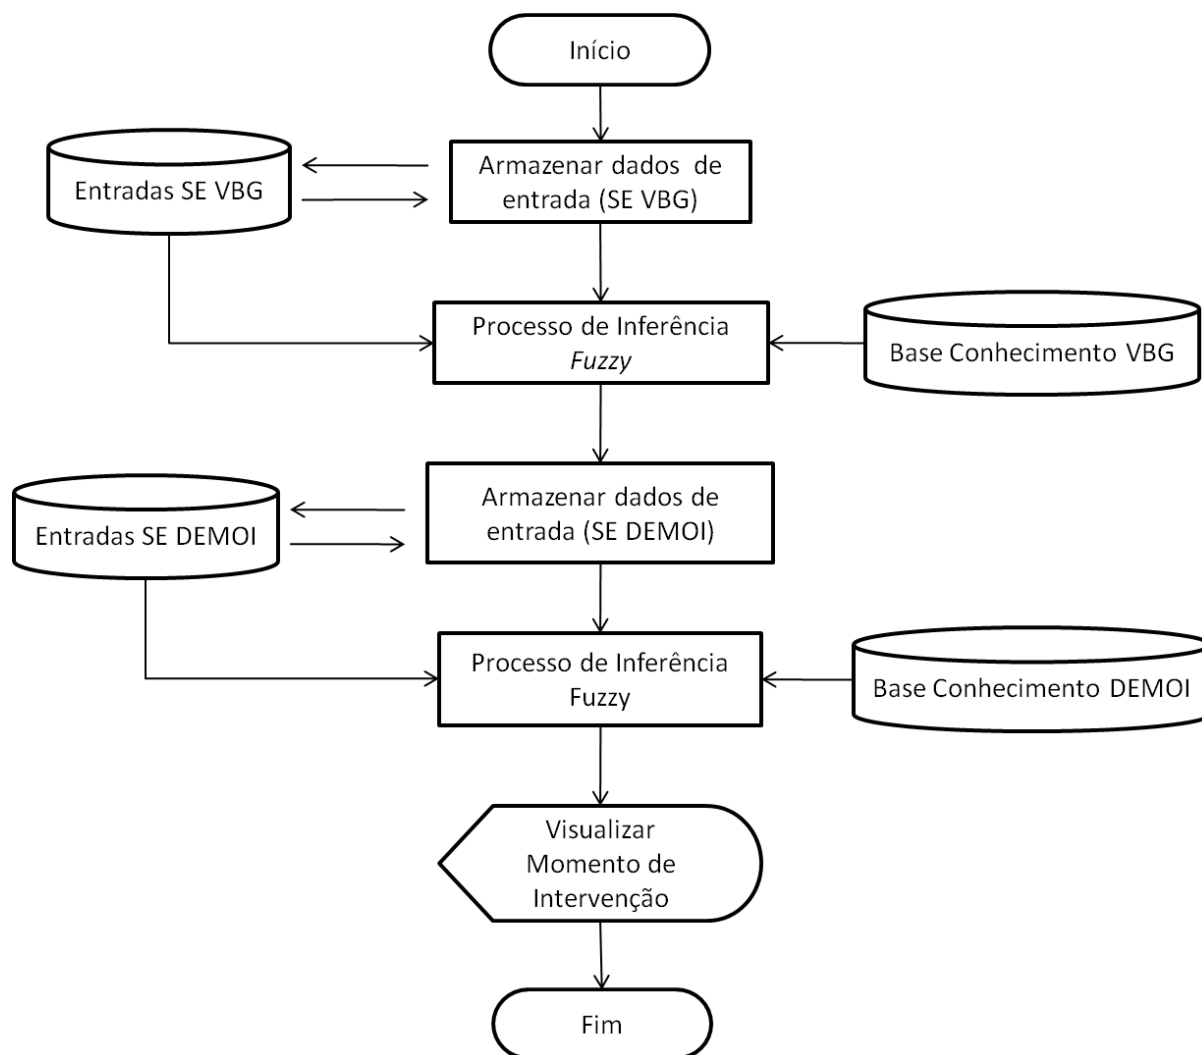 Início
Armazenar dados de
entrada (SE VBG)
Entradas SE VBG
Processo de Inferência
Fuzzy
Base Conhecimento VBG
Armazenar dados de
entrada (SE DEMOI)
Entradas SE DEMOI
Processo de Inferência
Fuzzy
Base Conhecimento DEMOI
Visualizar
Momento de
Intervenção
Fim